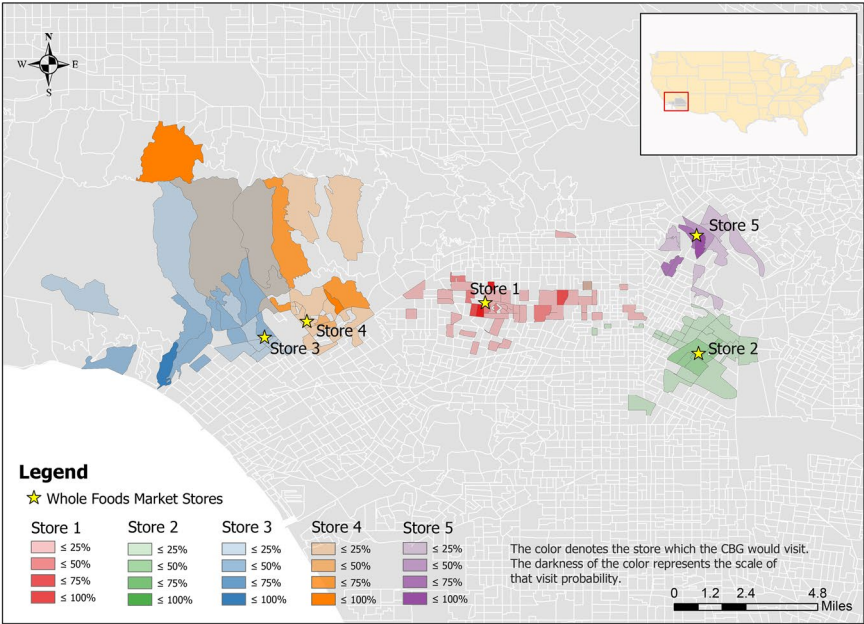 N
W E
S
Store 5
Store 1
Store 4
Store 3
Store 2
Legend
Whole Foods Market Stores
Store 1 Store 2 Store 3 Store 4 Store 5
≤ 25% ≤ 25% ≤ 25% ≤ 25% ≤ 25%
≤ 50% ≤ 50% ≤ 50% ≤ 50% ≤ 50%
≤ 75% ≤ 75% ≤ 75% ≤ 75% ≤ 75%
≤ 100% ≤ 100% ≤ 100% ≤ 100% ≤ 100%
The color denotes the store which the CBG would visit.
The darkness of the color represents the scale of
that visit probability.
0 1.2 2.4 4.8
Miles